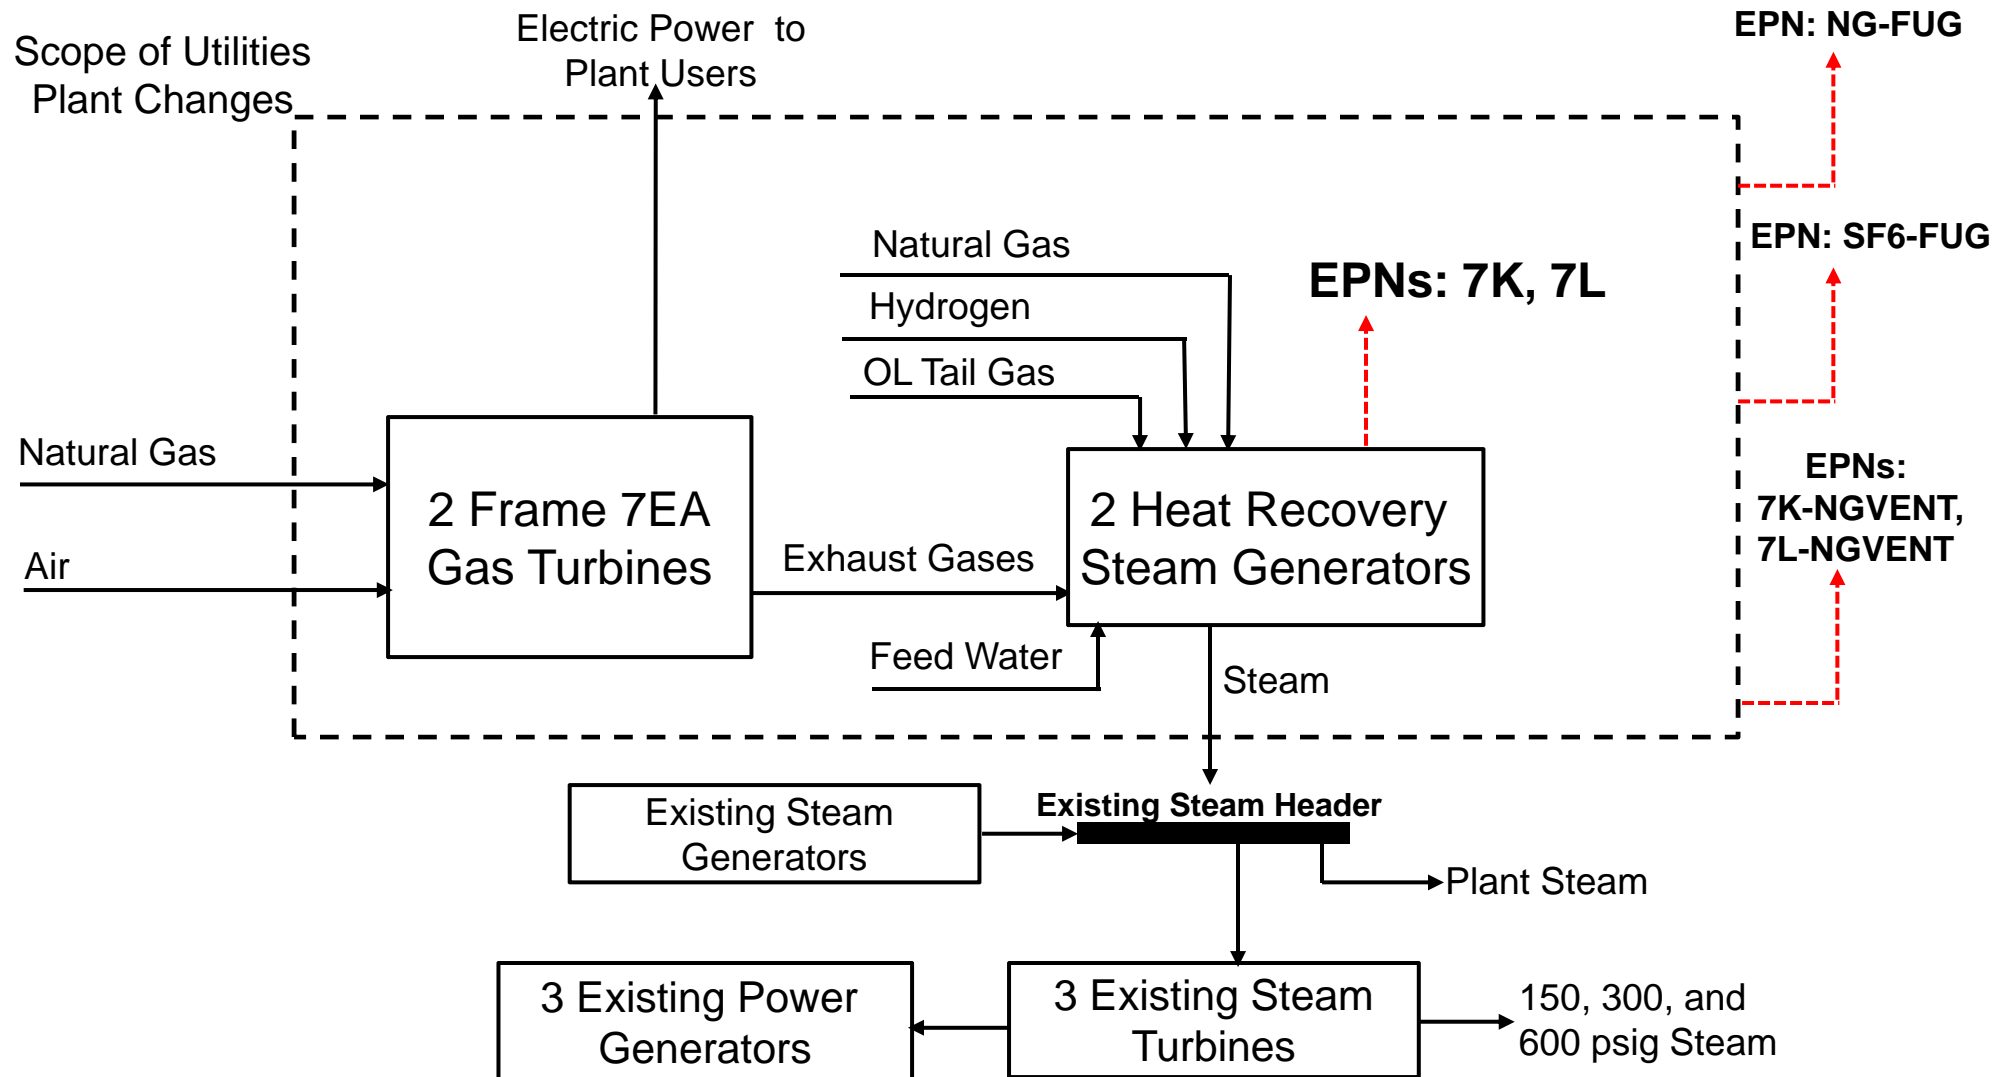 Scope of Utilities
Plant Changes
Electric Power to
Plant Users
EPN: NG-FUG
EPN: SF6-FUG
EPNs:
7K-NGVENT,
7L-NGVENT
Natural Gas
Hydrogen
OL Tail Gas
EPNs: 7K, 7L
Natural Gas
Air
2 Frame 7EA
Gas Turbines
Exhaust Gases
2 Heat Recovery
Steam Generators
Feed Water
Steam
Existing Steam
Generators
Existing Steam Header
Plant Steam
3 Existing Power
Generators
3 Existing Steam
Turbines
150, 300, and
600 psig Steam